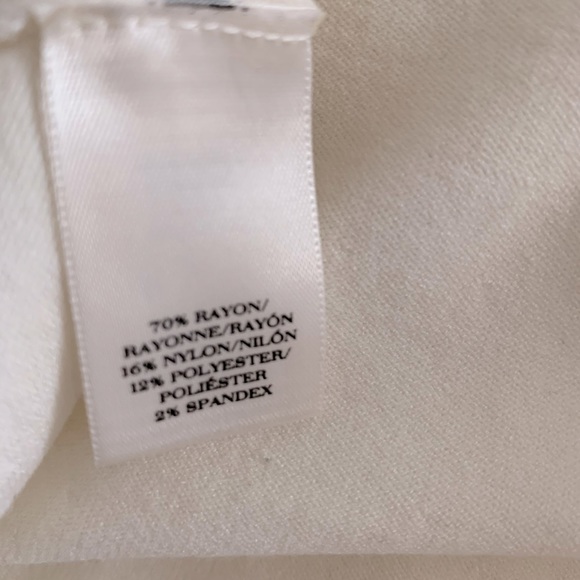 70% RAYON/
RAYONNE/RAYÓN
16% NYLON/NILÓN
12% POLYESTER/
POLIÉSTER
2% SPANDEX